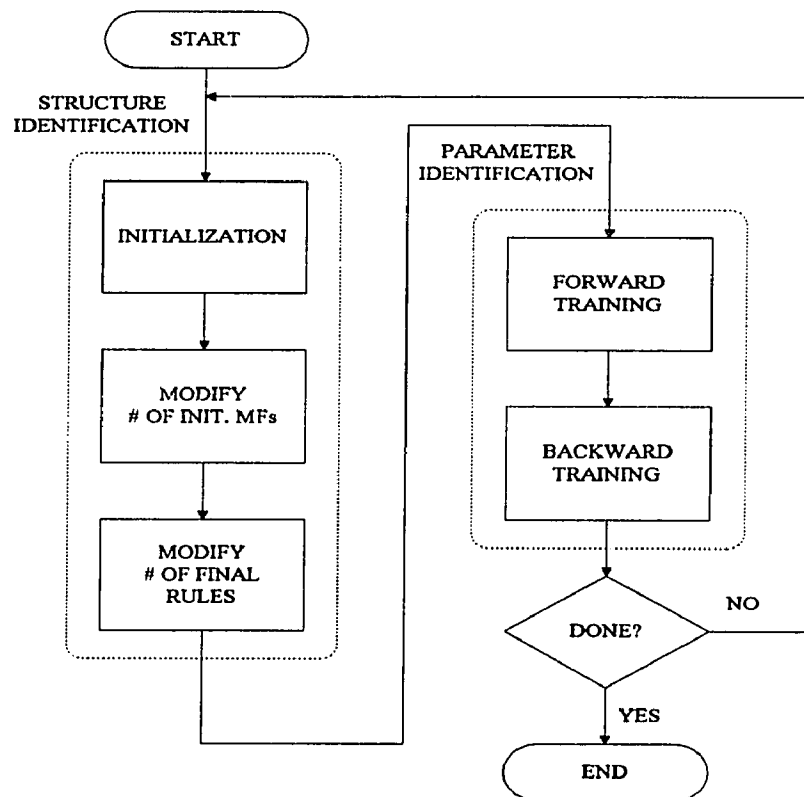 START
STRUCTURE
IDENTIFICATION
INITIALIZATION
MODIFY
# OF INIT. MFs
MODIFY
# OF FINAL
RULES
PARAMETER
IDENTIFICATION
FORWARD
TRAINING
BACKWARD
TRAINING
DONE?
NO
YES
END